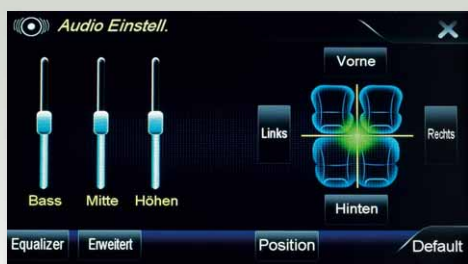 Audio Einstell.
Vorne
Links
Rechts
Bass Mitte Höhen
Hinten
Equalizer Erweitert Position Default